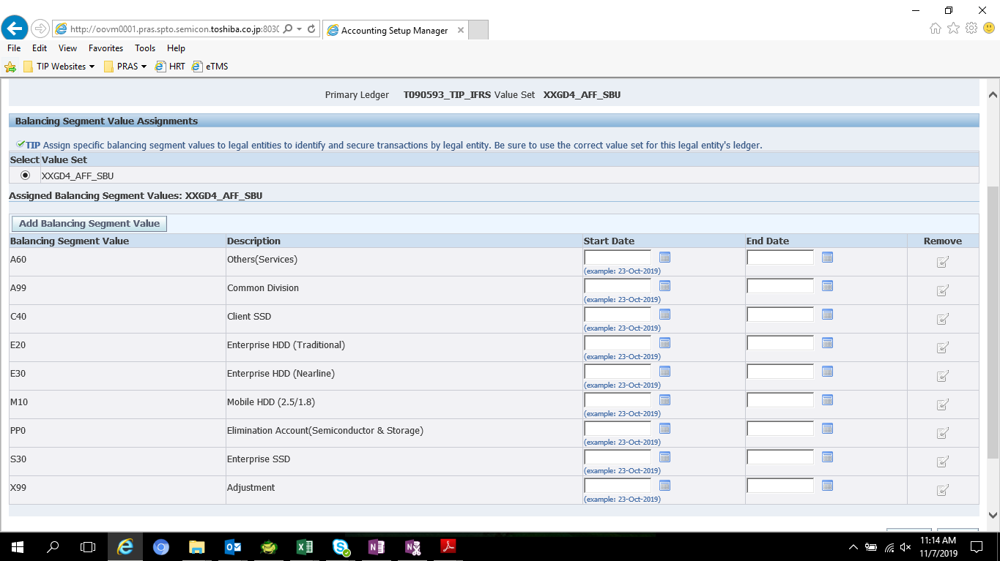 http://oovm0001.pras.spto.semicon.toshiba.co.jp:803
Accounting Setup Manager
File Edit View Favorites Tools Help
TIP Websites PRAS HRT eTMS
Primary Ledger T090593_TIP_IFRS Value Set XXGD4_AFF_SBU
Balancing Segment Value Assignments
TIP Assign specific balancing segment values to legal entities to identify and secure transactions by legal entity. Be sure to use the correct value set for this legal entity's ledger.
Select Value Set
XXGD4_AFF_SBU
Assigned Balancing Segment Values: XXGD4_AFF_SBU
Add Balancing Segment Value
Balancing Segment Value Description Start Date End Date Remove
A60 Others(Services)
(example: 23-Oct-2019)
A99 Common Division
(example: 23-Oct-2019)
C40 Client SSD
(example: 23-Oct-2019)
E20 Enterprise HDD (Traditional)
(example: 23-Oct-2019)
E30 Enterprise HDD (Nearline)
(example: 23-Oct-2019)
M10 Mobile HDD (2.5/1.8)
(example: 23-Oct-2019)
PP0 Elimination Account(Semiconductor & Storage)
(example: 23-Oct-2019)
S30 Enterprise SSD
(example: 23-Oct-2019)
X99 Adjustment
(example: 23-Oct-2019)
11:14 AM
11/7/2019